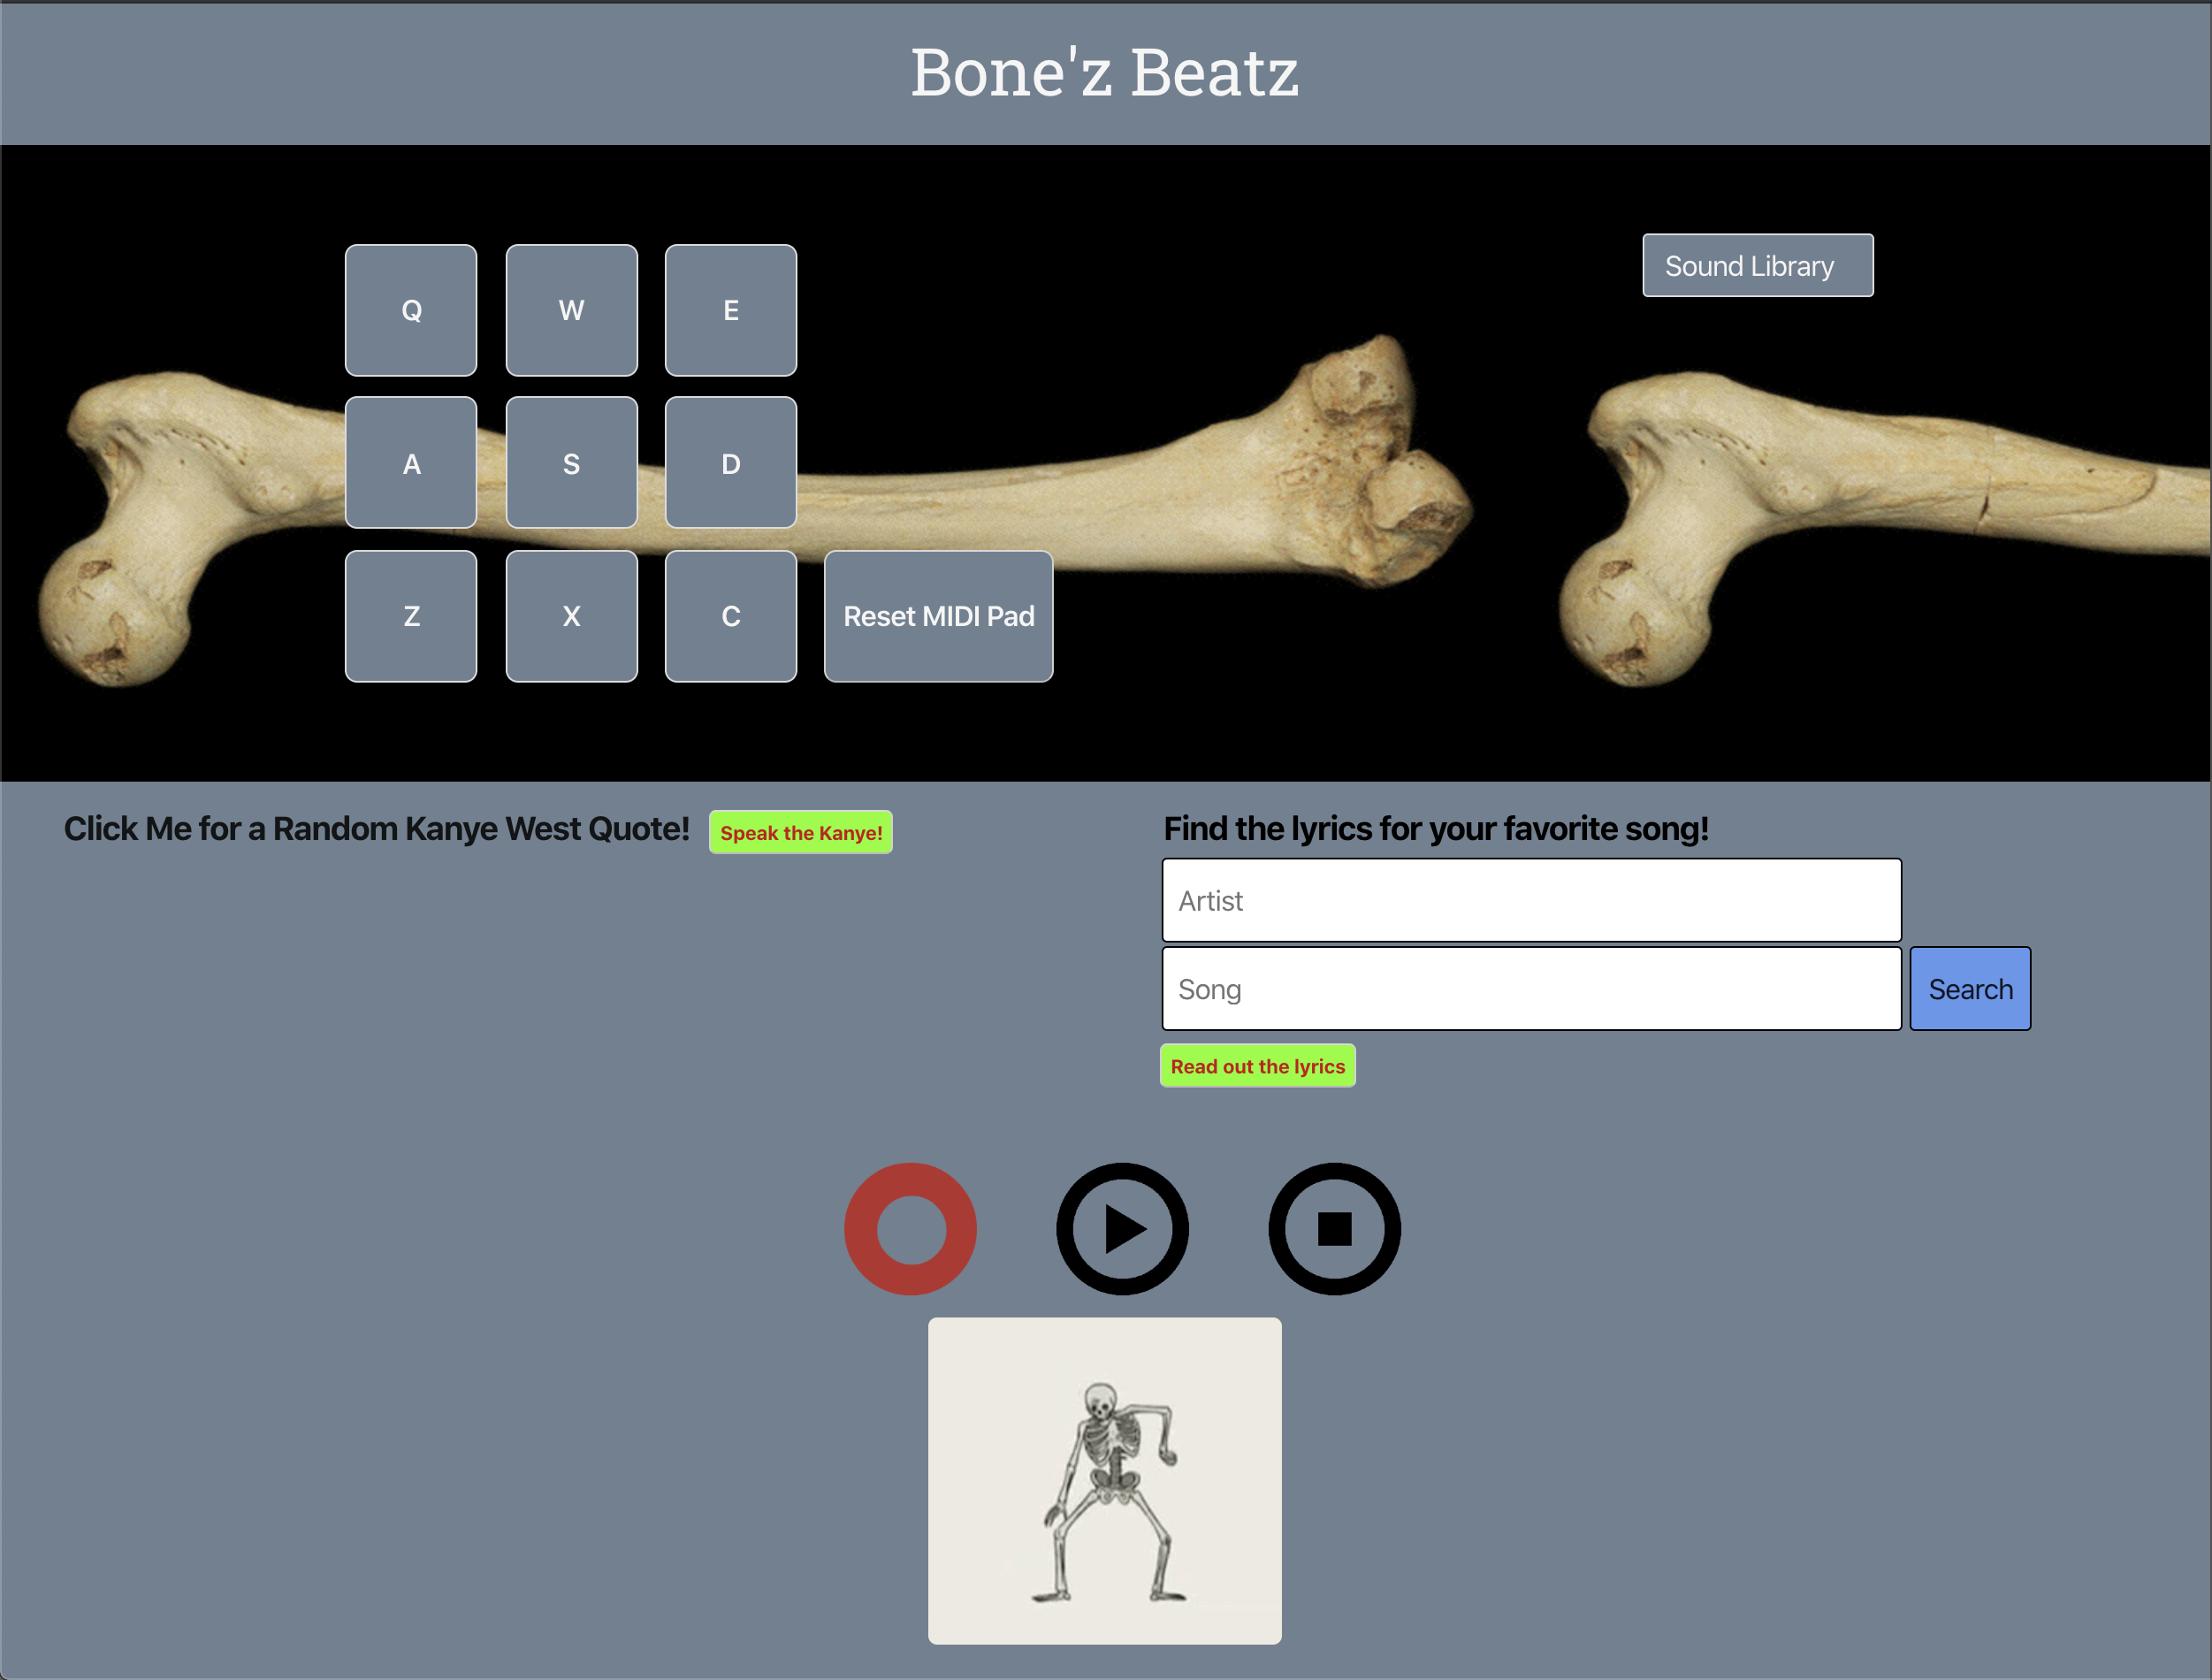 Bone'z Beatz
Sound Library
Q W E
A S D
Z X C Reset MIDI Pad
Click Me for a Random Kanye West Quote! Speak the Kanye!
Find the lyrics for your favorite song!
Artist
Song Search
Read out the lyrics